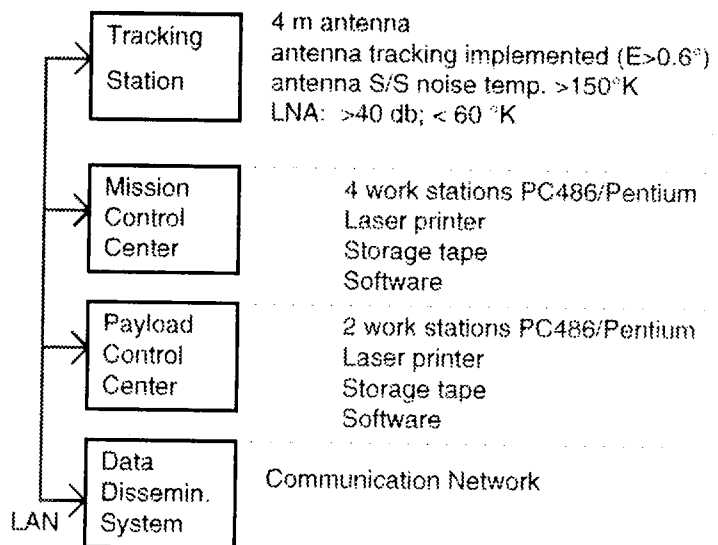 Tracking
Station
4 m antenna
antenna tracking implemented (E>0.6°)
antenna S/S noise temp. >150°K
LNA: >40 db; < 60 °K
Mission
Control
Center
4 work stations PC486/Pentium
Laser printer
Storage tape
Software
Payload
Control
Center
2 work stations PC486/Pentium
Laser printer
Storage tape
Software
Data
Dissemin.
System
Communication Network
LAN